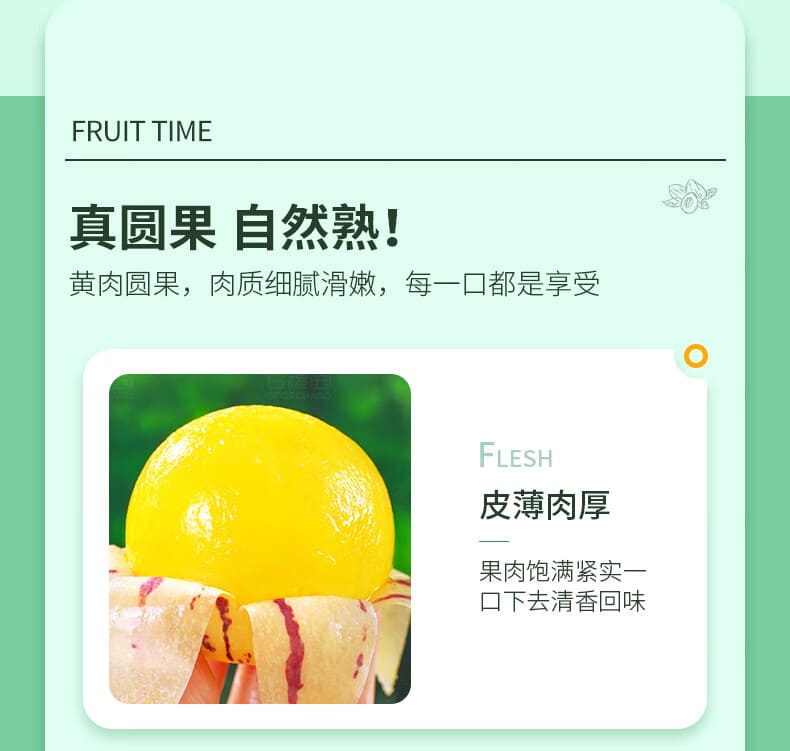 FRUIT TIME
真圆果 自然熟！
黄肉圆果，肉质细腻滑嫩，每一口都是享受
FLESH
皮薄肉厚
果肉饱满紧实一
口下去清香回味